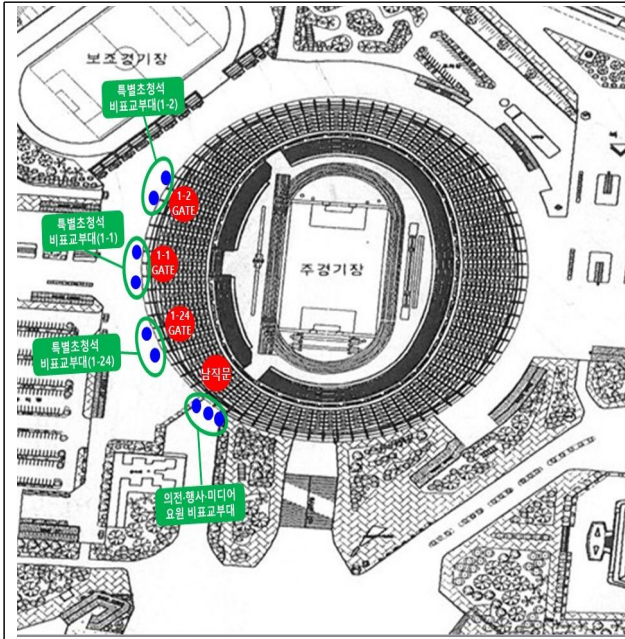 보조경기장
특별초청석
비표교부대(1-2)
1-2
GATE
특별초청석
비표교부대(1-1)
1-1
GATE
주경기장
1-24
GATE
특별초청석
비표교부대(1-24)
남직문
의전·행사·미디어
요원 비표교부대